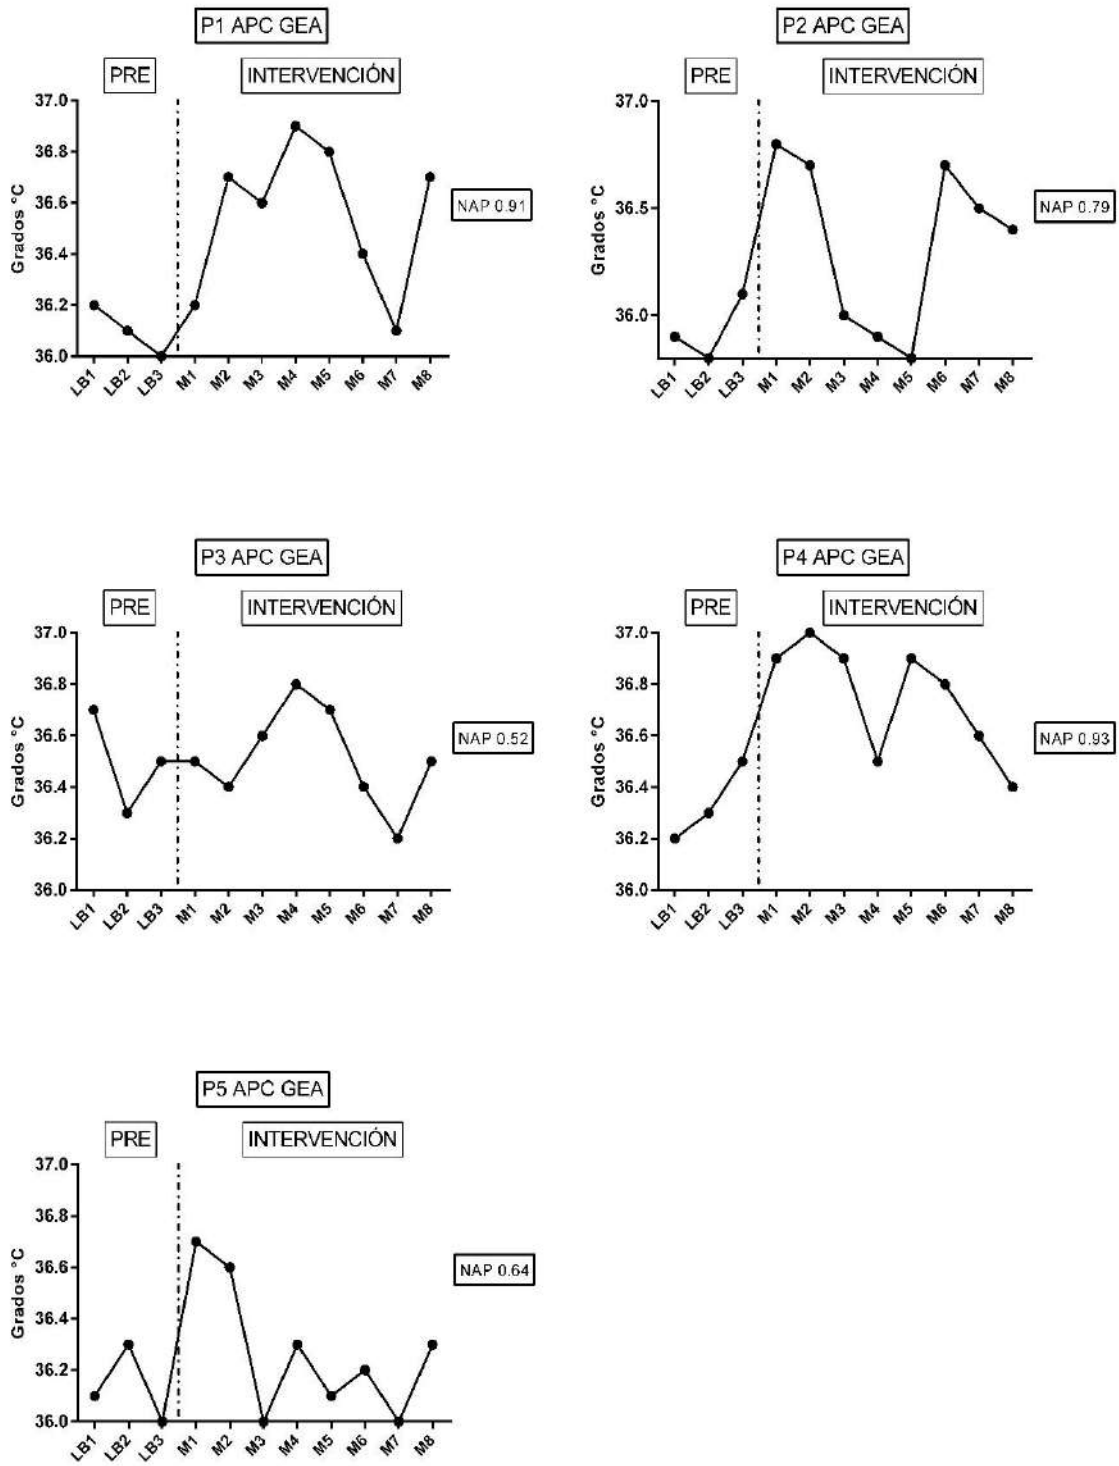 P1 APC GEA
PRE
INTERVENCIÓN
37.0
36.8
36.6
36.4
36.2
36.0
Grados °C
LB1 LB2 LB3 M1 M2 M3 M4 M5 M6 M7 M8
NAP 0.91
P2 APC GEA
PRE
INTERVENCIÓN
37.0
36.5
36.0
Grados °C
LB1 LB2 LB3 M1 M2 M3 M4 M5 M6 M7 M8
NAP 0.79
P3 APC GEA
PRE
INTERVENCIÓN
37.0
36.8
36.6
36.4
36.2
36.0
Grados °C
LB1 LB2 LB3 M1 M2 M3 M4 M5 M6 M7 M8
NAP 0.52
P4 APC GEA
PRE
INTERVENCIÓN
37.0
36.8
36.6
36.4
36.2
36.0
Grados °C
LB1 LB2 LB3 M1 M2 M3 M4 M5 M6 M7 M8
NAP 0.93
P5 APC GEA
PRE
INTERVENCIÓN
37.0
36.8
36.6
36.4
36.2
36.0
Grados °C
LB1 LB2 LB3 M1 M2 M3 M4 M5 M6 M7 M8
NAP 0.64